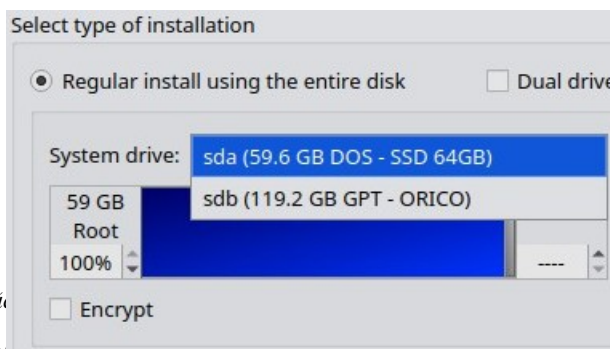 Select type of installation
Regular install using the entire disk Dual drive
System drive: sda (59.6 GB DOS - SSD 64GB)
sdb (119.2 GB GPT - ORICO)
59 GB
Root
100% ----
Encrypt